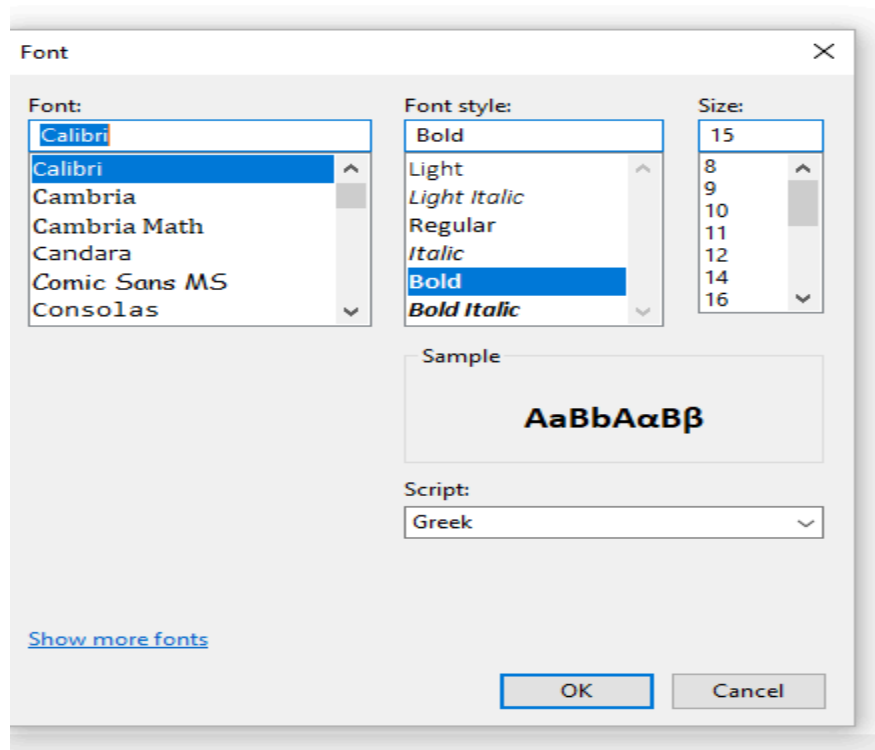 Font
Font: Font style: Size:
Calibri Bold 15
Calibri Light 8
Cambria Light Italic 9
Cambria Math Regular 10
Candara Italic 11
Comic Sans MS Bold 12
Consolas Bold Italic 14
16
Sample
AaBbΑαΒβ
Script:
Greek
Show more fonts
OK Cancel